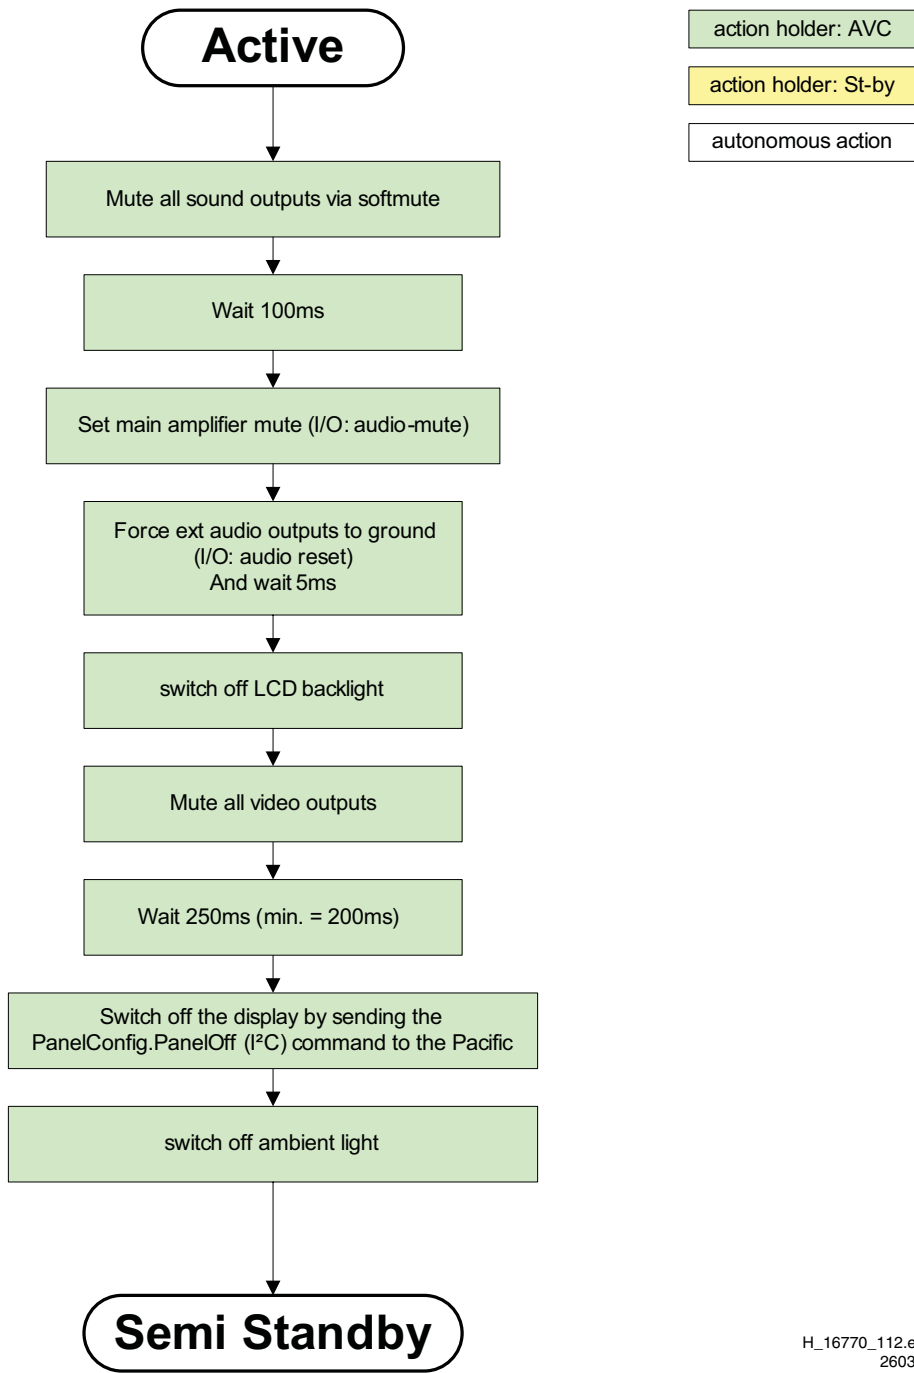 Active
action holder: AVC
action holder: St-by
autonomous action
Mute all sound outputs via softmute
Wait 100ms
Set main amplifier mute (I/O: audio-mute)
Force ext audio outputs to ground
(I/O: audio reset)
And wait 5ms
switch off LCD backlight
Mute all video outputs
Wait 250ms (min. = 200ms)
Switch off the display by sending the
PanelConfig.PanelOff (I²C) command to the Pacific
switch off ambient light
Semi Standby
H_16770_112.e
2603